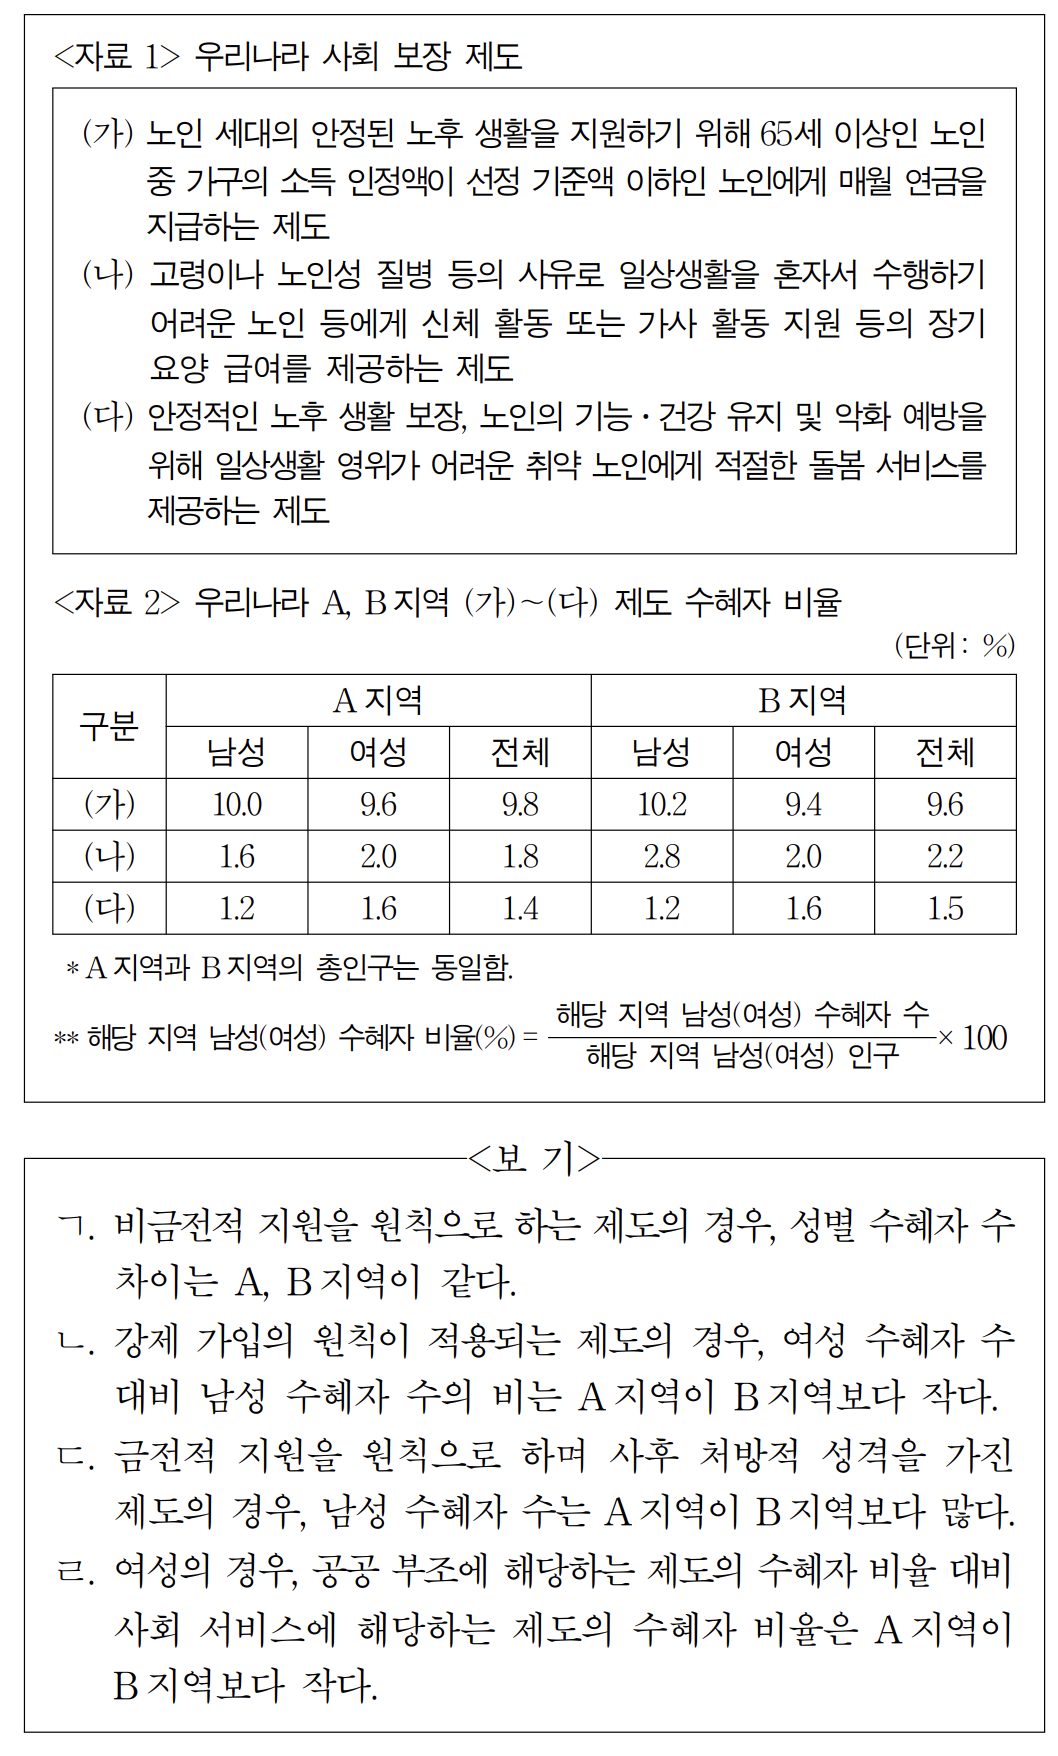 <자료 1> 우리나라 사회 보장 제도
(가) 노인 세대의 안정된 노후 생활을 지원하기 위해 65세 이상인 노인
중 가구의 소득 인정액이 선정 기준액 이하인 노인에게 매월 연금을
지급하는 제도
(나) 고령이나 노인성 질병 등의 사유로 일상생활을 혼자서 수행하기
어려운 노인 등에게 신체 활동 또는 가사 활동 지원 등의 장기
요양 급여를 제공하는 제도
(다) 안정적인 노후 생활 보장, 노인의 기능·건강 유지 및 악화 예방을
위해 일상생활 영위가 어려운 취약 노인에게 적절한 돌봄 서비스를
제공하는 제도
<자료 2> 우리나라 A, B지역 (가)~(다) 제도 수혜자 비율
(단위: %)
구분 A지역 B지역
남성 여성 전체 남성 여성 전체
(가) 10.0 9.6 9.8 10.2 9.4 9.6
(나) 1.6 2.0 1.8 2.8 2.0 2.2
(다) 1.2 1.6 1.4 1.2 1.6 1.5
* A지역과 B지역의 총인구는 동일함.
** 해당 지역 남성(여성) 수혜자 비율(%) = 해당 지역 남성(여성) 수혜자 수 / 해당 지역 남성(여성) 인구 × 100
<보 기>
ㄱ. 비금전적 지원을 원칙으로 하는 제도의 경우, 성별 수혜자 수
차이는 A, B지역이 같다.
ㄴ. 강제 가입의 원칙이 적용되는 제도의 경우, 여성 수혜자 수
대비 남성 수혜자 수의 비는 A지역이 B지역보다 작다.
ㄷ. 금전적 지원을 원칙으로 하며 사후 처방적 성격을 가진
제도의 경우, 남성 수혜자 수는 A지역이 B지역보다 많다.
ㄹ. 여성의 경우, 공공 부조에 해당하는 제도의 수혜자 비율 대비
사회 서비스에 해당하는 제도의 수혜자 비율은 A지역이
B지역보다 작다.